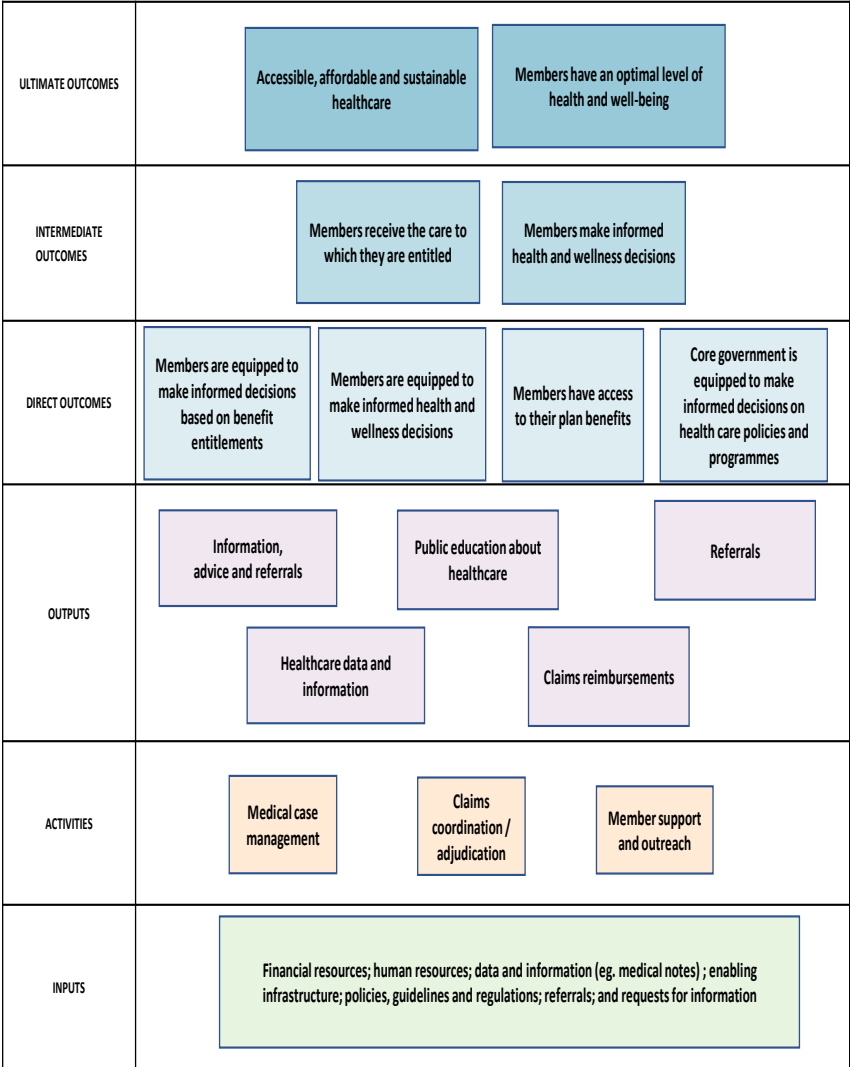 ULTIMATE OUTCOMES
Accessible, affordable and sustainable
healthcare
Members have an optimal level of
health and well-being
INTERMEDIATE
OUTCOMES
Members receive the care to
which they are entitled
Members make informed
health and wellness decisions
DIRECT OUTCOMES
Members are equipped to
make informed decisions
based on benefit
entitlements
Members are equipped to
make informed health and
wellness decisions
Members have access
to their plan benefits
Core government is
equipped to make
informed decisions on
health care policies and
programmes
OUTPUTS
Information,
advice and referrals
Public education about
healthcare
Referrals
Healthcare data and
information
Claims reimbursements
ACTIVITIES
Medical case
management
Claims
coordination /
adjudication
Member support
and outreach
INPUTS
Financial resources; human resources; data and information (eg. medical notes) ; enabling
infrastructure; policies, guidelines and regulations; referrals; and requests for information